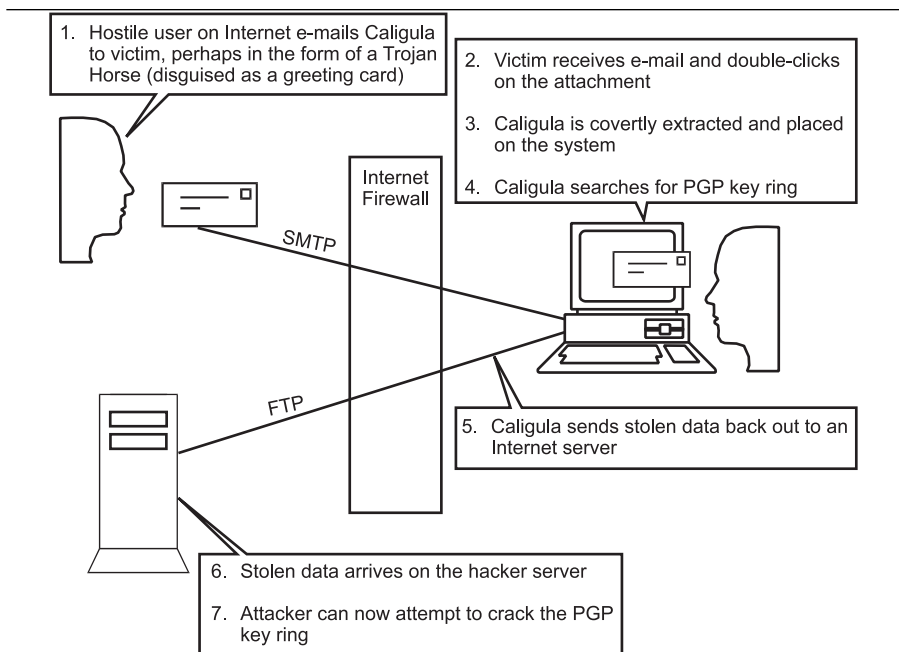 1. Hostile user on Internet e-mails Caligula
to victim, perhaps in the form of a Trojan
Horse (disguised as a greeting card)
2. Victim receives e-mail and double-clicks
on the attachment
3. Caligula is covertly extracted and placed
on the system
4. Caligula searches for PGP key ring
Internet
Firewall
SMTP
FTP
5. Caligula sends stolen data back out to an
Internet server
6. Stolen data arrives on the hacker server
7. Attacker can now attempt to crack the PGP
key ring